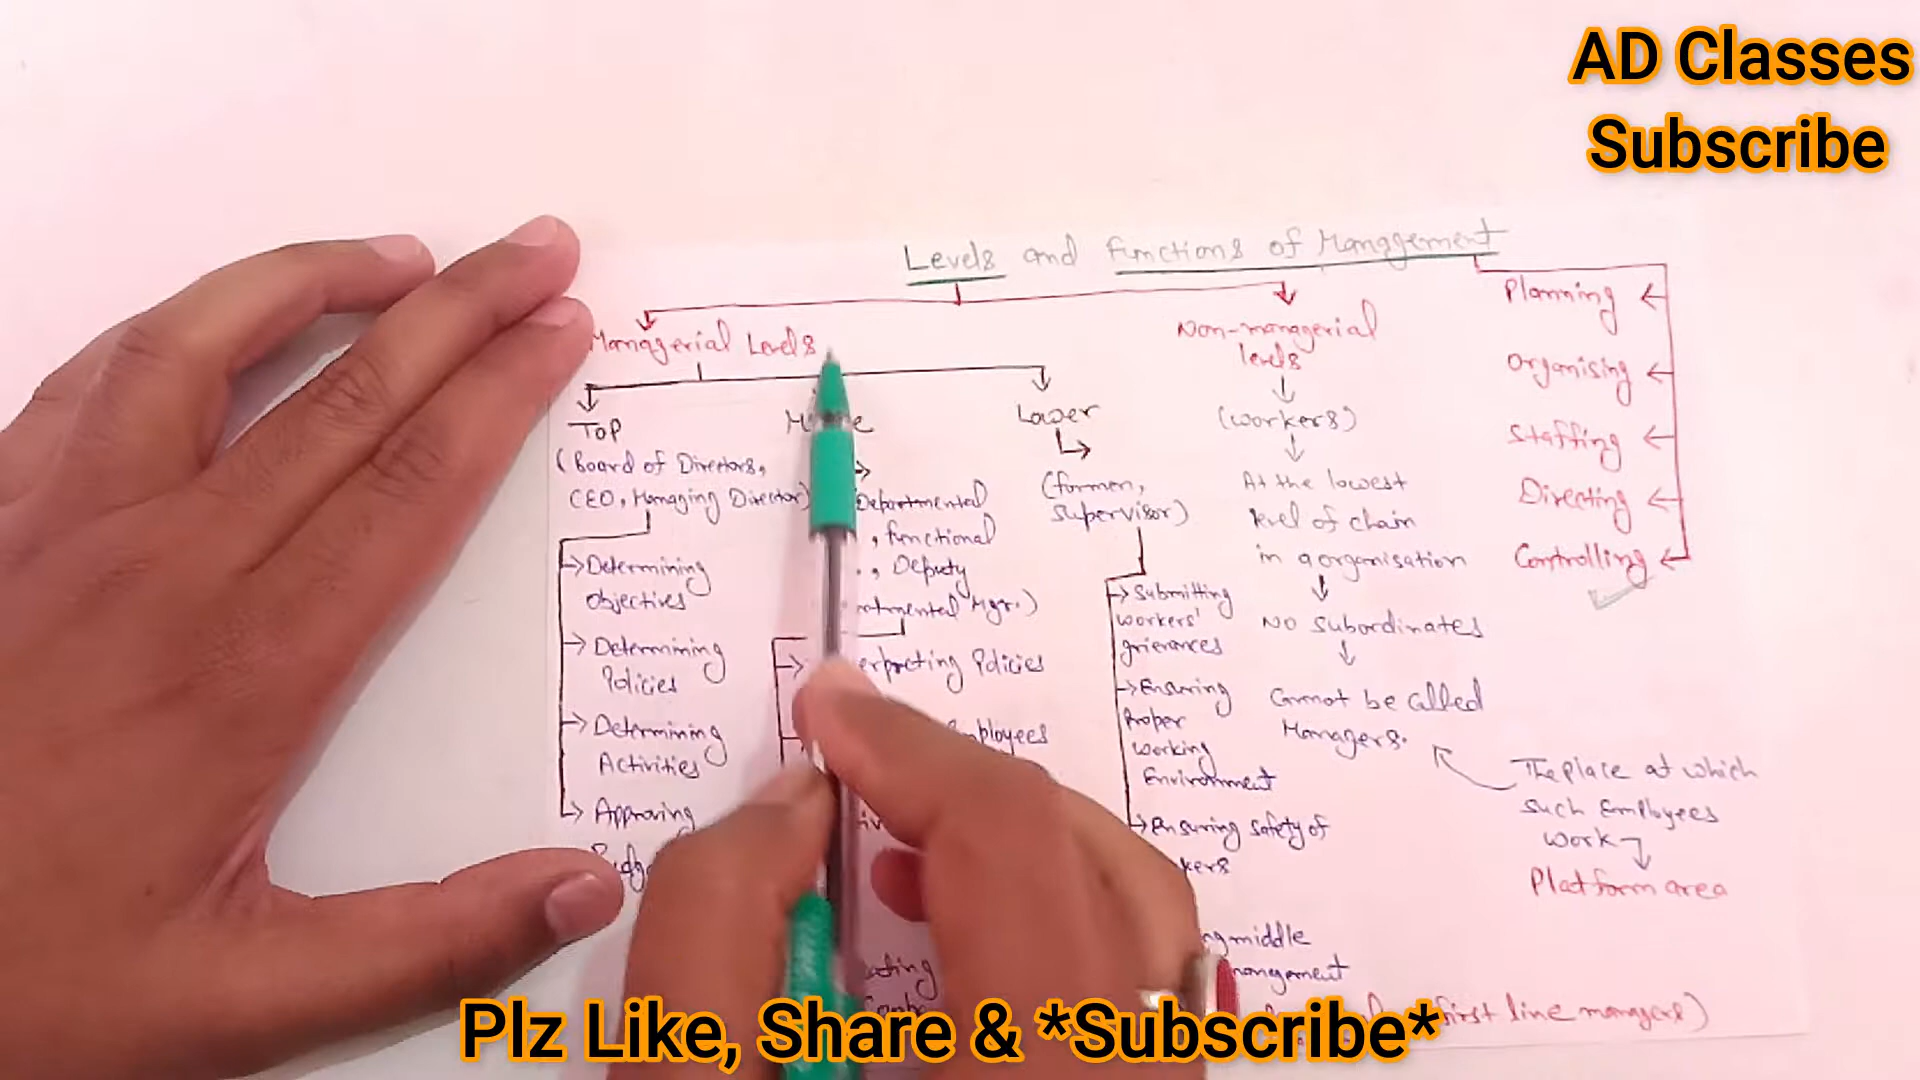 AD Classes
Subscribe
Levels and Functions of Management
Managerial Levels
Non-managerial
levels
(workers)
At the lowest
level of chain
in a organisation
No subordinates
Cannot be called
Managers.
The place at which
such Employees
work
Platform area
Planning
Organising
Staffing
Directing
Controlling
TOP
(Board of Directors,
CEO, Managing Director)
Determining
objectives
Determining
Policies
Determining
Activities
Approving
Departmental
, functional
, Deputy
Mgr.)
Policies
Lower
(formen,
supervisor)
Submitting
workers'
grievances
Ensuring
Proper
working
Environment
Ensuring safety of
middle
first line managers)
Plz Like, Share & *Subscribe*